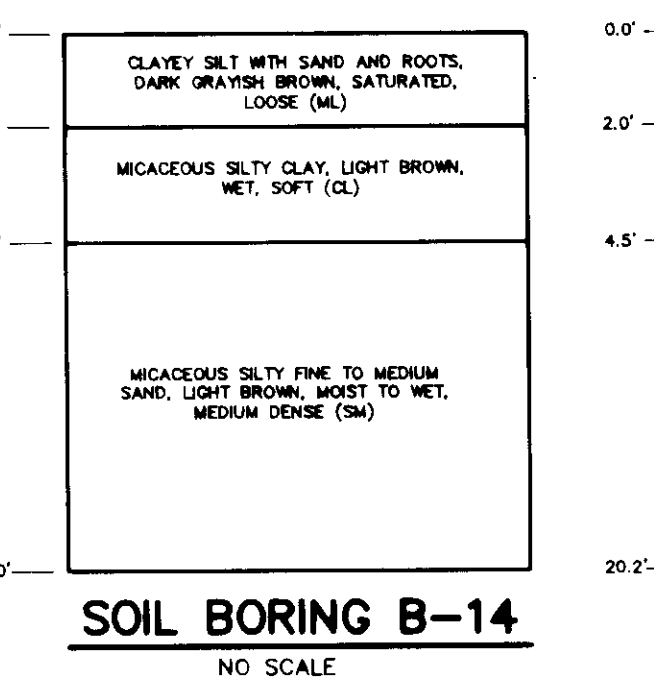 0.0'
CLAYEY SILT WITH SAND AND ROOTS,
DARK GRAYISH BROWN, SATURATED,
LOOSE (ML)
2.0'
MICACEOUS SILTY CLAY, LIGHT BROWN,
WET, SOFT (CL)
4.5'
MICACEOUS SILTY FINE TO MEDIUM
SAND, LIGHT BROWN, MOIST TO WET,
MEDIUM DENSE (SM)
20.2'
SOIL BORING B-14
NO SCALE